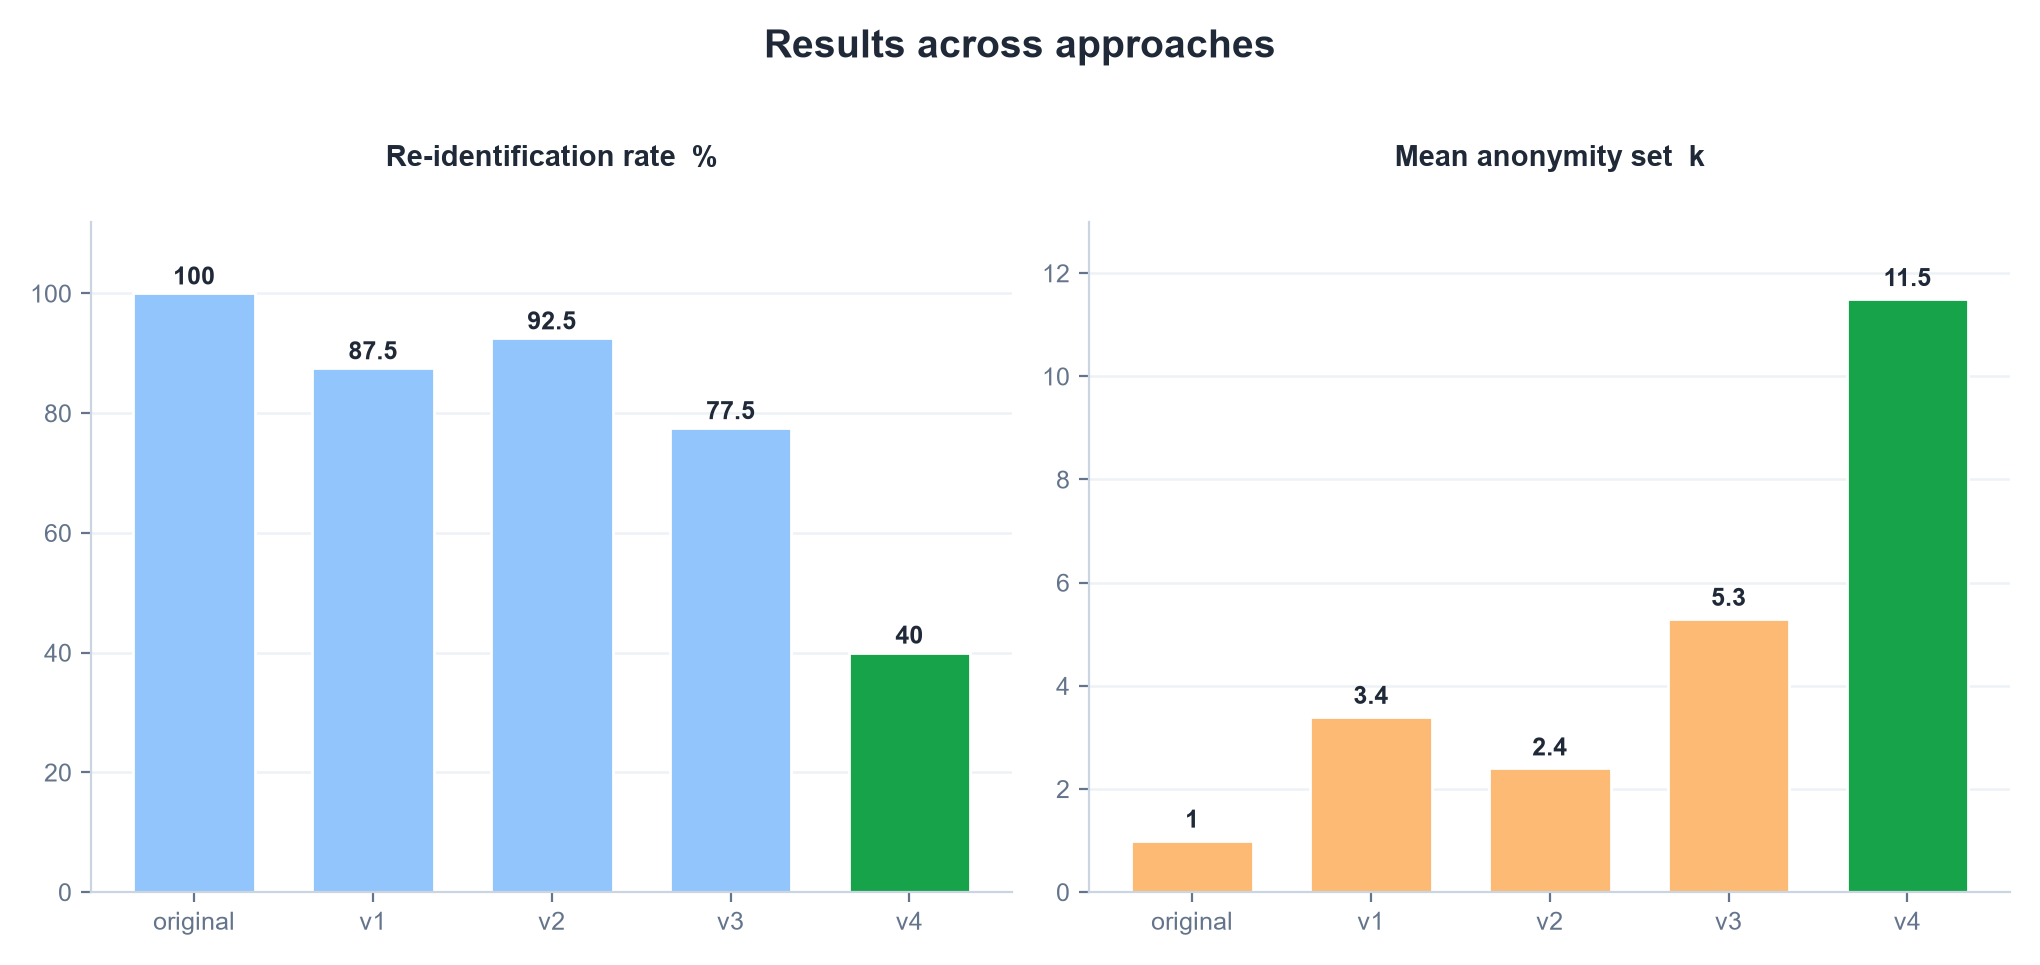 Results across approaches
Re-identification rate %
100
87.5
92.5
77.5
40
0
20
40
60
80
100
original
v1
v2
v3
v4
Mean anonymity set k
1
3.4
2.4
5.3
11.5
0
2
4
6
8
10
12
original
v1
v2
v3
v4